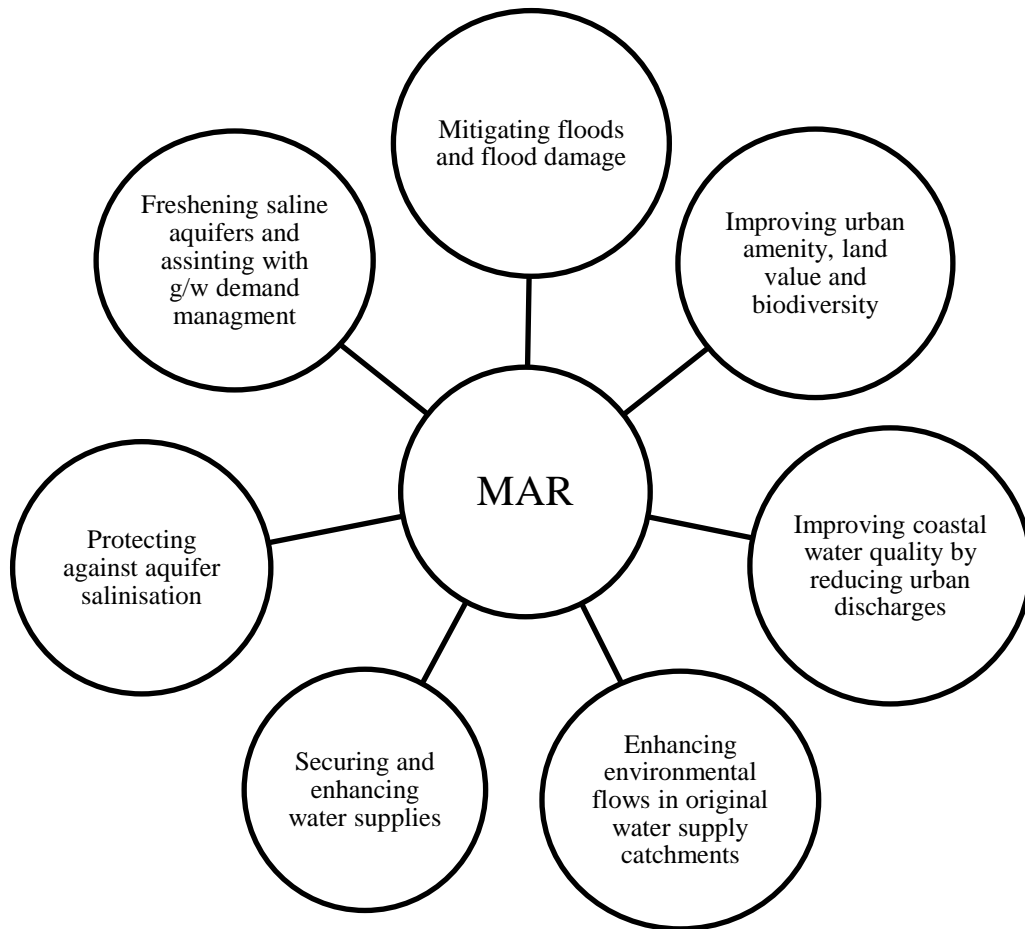 Mitigating floods
and flood damage
Improving urban
amenity, land
value and
biodiversity
Improving coastal
water quality by
reducing urban
discharges
Enhancing
environmental
flows in original
water supply
catchments
Securing and
enhancing
water supplies
Protecting
against aquifer
salinisation
Freshening saline
aquifers and
assinting with
g/w demand
managment
MAR